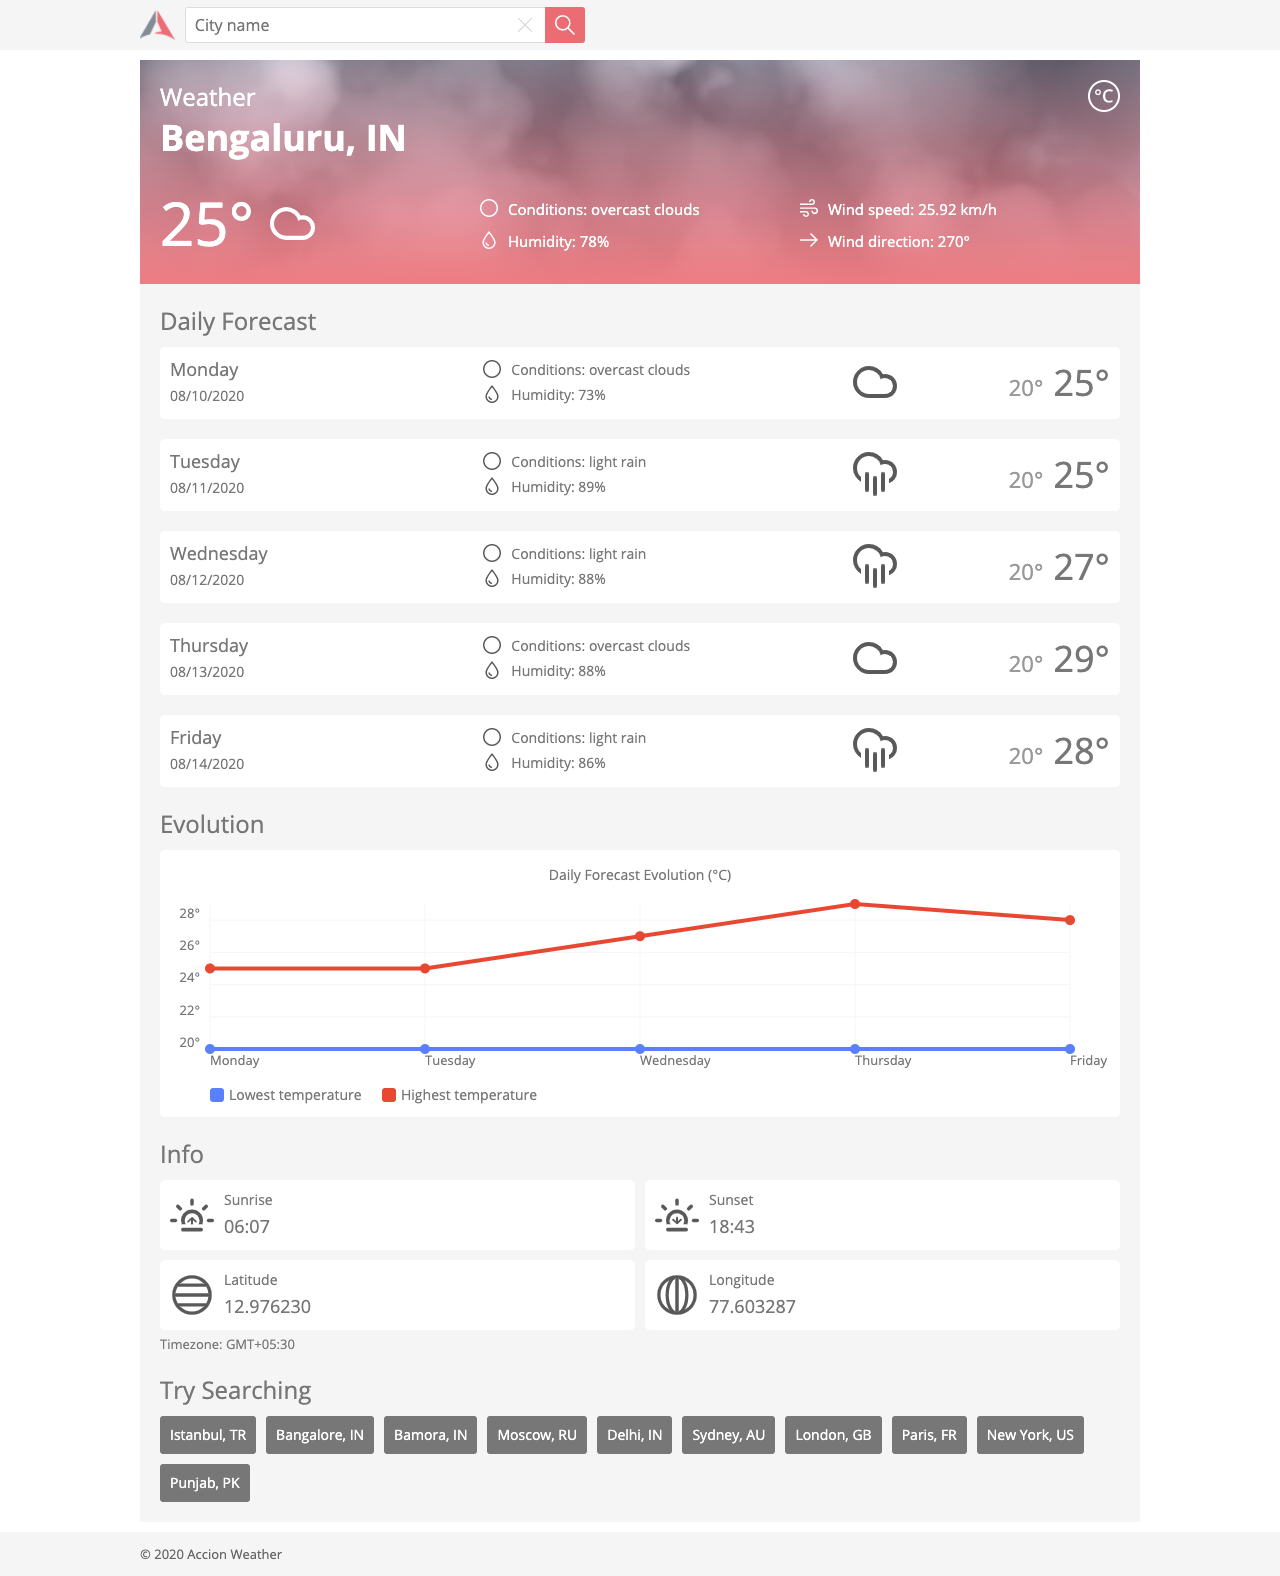 City name
Weather
°C
Bengaluru, IN
25°
Conditions: overcast clouds
Wind speed: 25.92 km/h
Humidity: 78%
Wind direction: 270°
Daily Forecast
Monday
08/10/2020
Conditions: overcast clouds
Humidity: 73%
20° 25°
Tuesday
08/11/2020
Conditions: light rain
Humidity: 89%
20° 25°
Wednesday
08/12/2020
Conditions: light rain
Humidity: 88%
20° 27°
Thursday
08/13/2020
Conditions: overcast clouds
Humidity: 88%
20° 29°
Friday
08/14/2020
Conditions: light rain
Humidity: 86%
20° 28°
Evolution
Daily Forecast Evolution (°C)
28°
26°
24°
22°
20°
Monday Tuesday Wednesday Thursday Friday
Lowest temperature Highest temperature
Info
Sunrise
06:07
Sunset
18:43
Latitude
12.976230
Longitude
77.603287
Timezone: GMT+05:30
Try Searching
Istanbul, TR Bangalore, IN Bamora, IN Moscow, RU Delhi, IN Sydney, AU London, GB Paris, FR New York, US
Punjab, PK
© 2020 Accion Weather